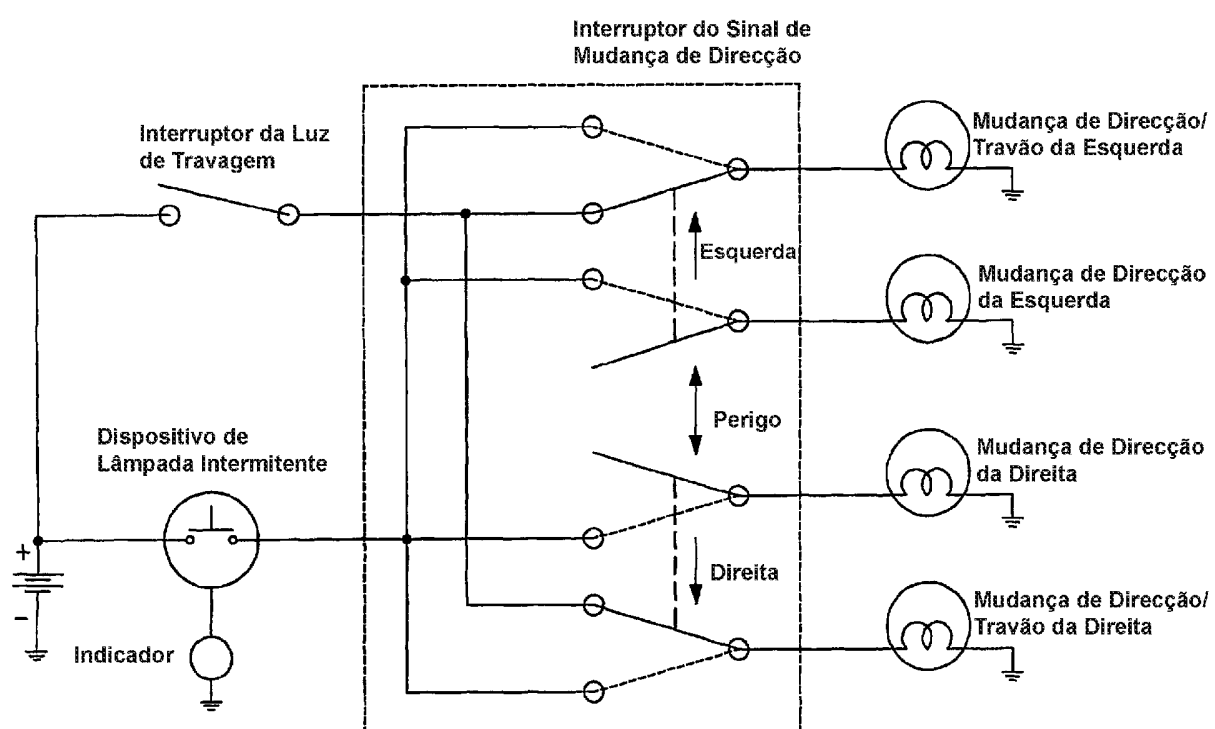 Interruptor do Sinal de
Mudança de Direcção
Interruptor da Luz
de Travagem
Mudança de Direcção/
Travão da Esquerda
Esquerda
Mudança de Direcção
da Esquerda
Perigo
Dispositivo de
Lâmpada Intermitente
Mudança de Direcção
da Direita
+
Direita
−
Indicador
Mudança de Direcção/
Travão da Direita